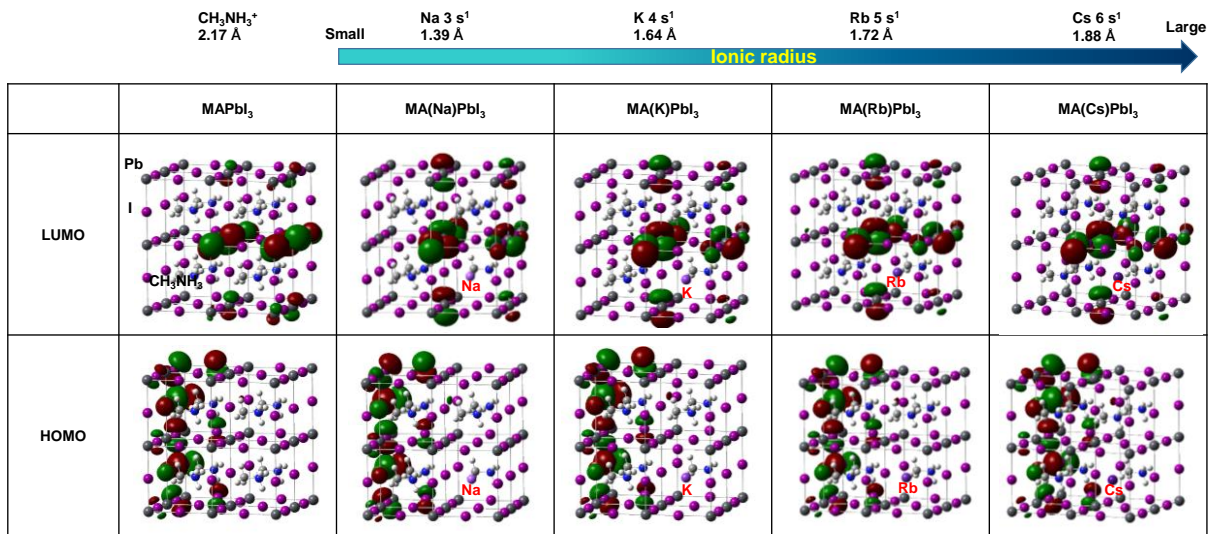 CH₃NH₃⁺ Na 3 s¹ K 4 s¹ Rb 5 s¹ Cs 6 s¹
2.17 Å Small 1.39 Å 1.64 Å 1.72 Å 1.88 Å Large
Ionic radius
MAPbI₃ MA(Na)PbI₃ MA(K)PbI₃ MA(Rb)PbI₃ MA(Cs)PbI₃
Pb
I
LUMO
CH₃NH₃ Na K Rb Cs
HOMO
Na K Rb Cs